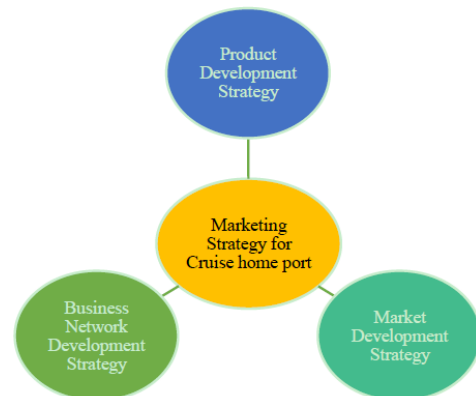 Product
Development
Strategy
Marketing
Strategy for
Cruise home port
Business
Network
Development
Strategy
Market
Development
Strategy